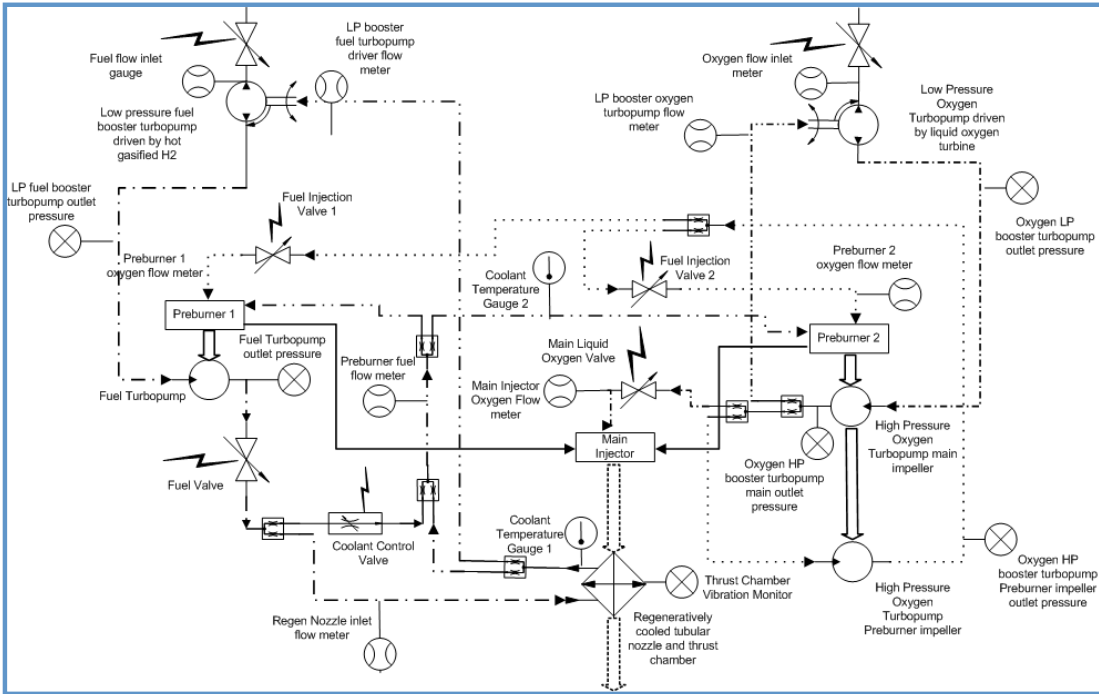 Fuel flow inlet
gauge
LP booster
fuel turbopump
driver flow
meter
Oxygen flow inlet
meter
LP booster oxygen
turbopump flow
meter
Low Pressure
Oxygen
Turbopump driven
by liquid oxygen
turbine
Low pressure fuel
booster turbopump
driven by hot
gasified H2
LP fuel booster
turbopump outlet
pressure
Fuel Injection
Valve 1
Oxygen LP
booster turbopump
outlet pressure
Preburner 1
oxygen flow meter
Coolant
Temperature
Gauge 2
Fuel Injection
Valve 2
Preburner 2
oxygen flow meter
Preburner 1
Fuel Turbopump
outlet pressure
Preburner fuel
flow meter
Main Liquid
Oxygen Valve
Preburner 2
Fuel Turbopump
Main Injector
Oxygen Flow
meter
Main
Injector
High Pressure
Oxygen
Turbopump main
impeller
Oxygen HP
booster turbopump
main outlet
pressure
Fuel Valve
Coolant Control
Valve
Coolant
Temperature
Gauge 1
Thrust Chamber
Vibration Monitor
Regen Nozzle inlet
flow meter
Regeneratively
cooled tubular
nozzle and thrust
chamber
High Pressure
Oxygen
Turbopump
Preburner impeller
Oxygen HP
booster turbopump
Preburner impeller
outlet pressure